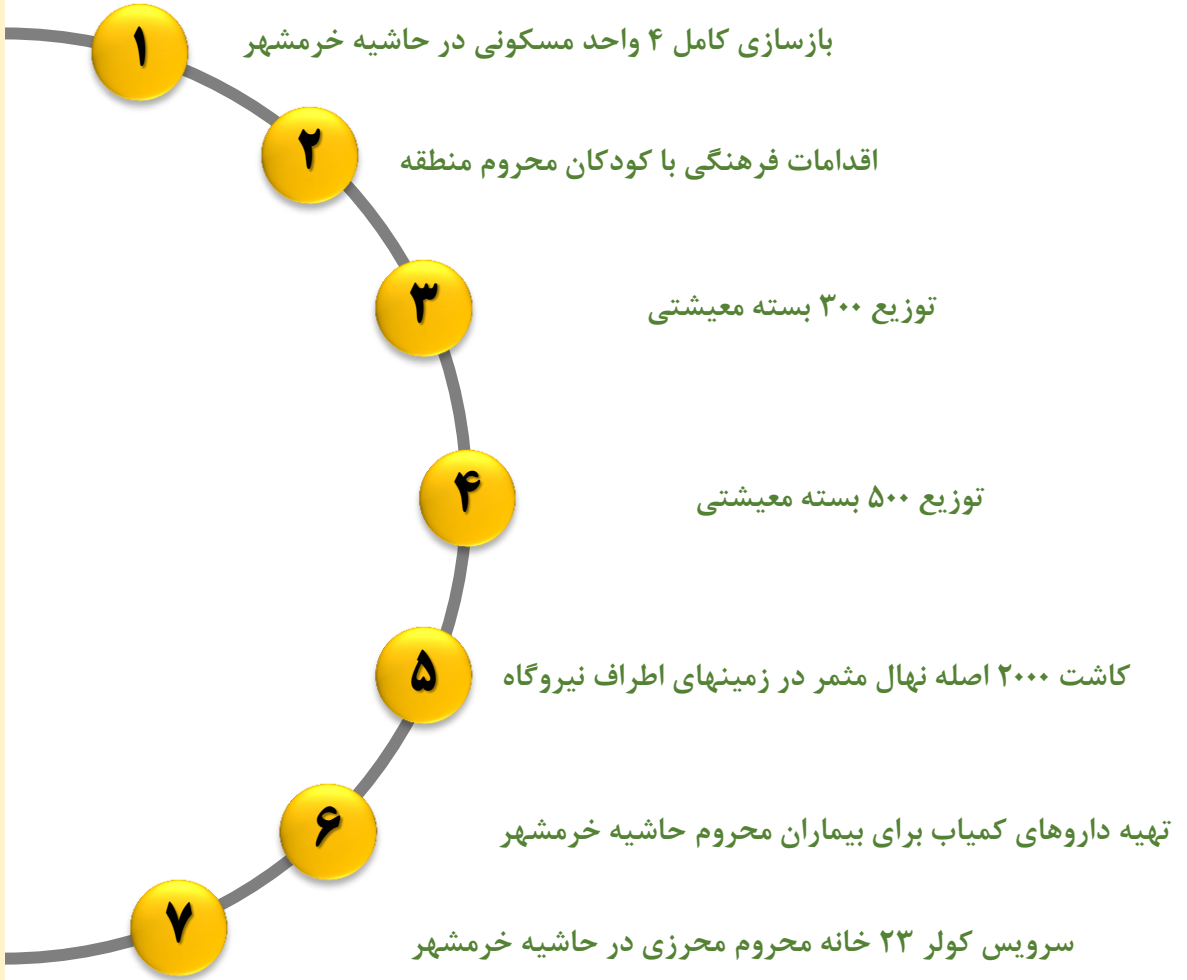 ۱ بازسازی کامل ۴ واحد مسکونی در حاشیه خرمشهر
۲ اقدامات فرهنگی با کودکان محروم منطقه
۳ توزیع ۳۰۰ بسته معیشتی
۴ توزیع ۵۰۰ بسته معیشتی
۵ کاشت ۲۰۰۰ اصله نهال مثمر در زمینهای اطراف نیروگاه
۶ تهیه داروهای کمیاب برای بیماران محروم حاشیه خرمشهر
۷ سرویس کولر ۲۳ خانه محروم محرزی در حاشیه خرمشهر